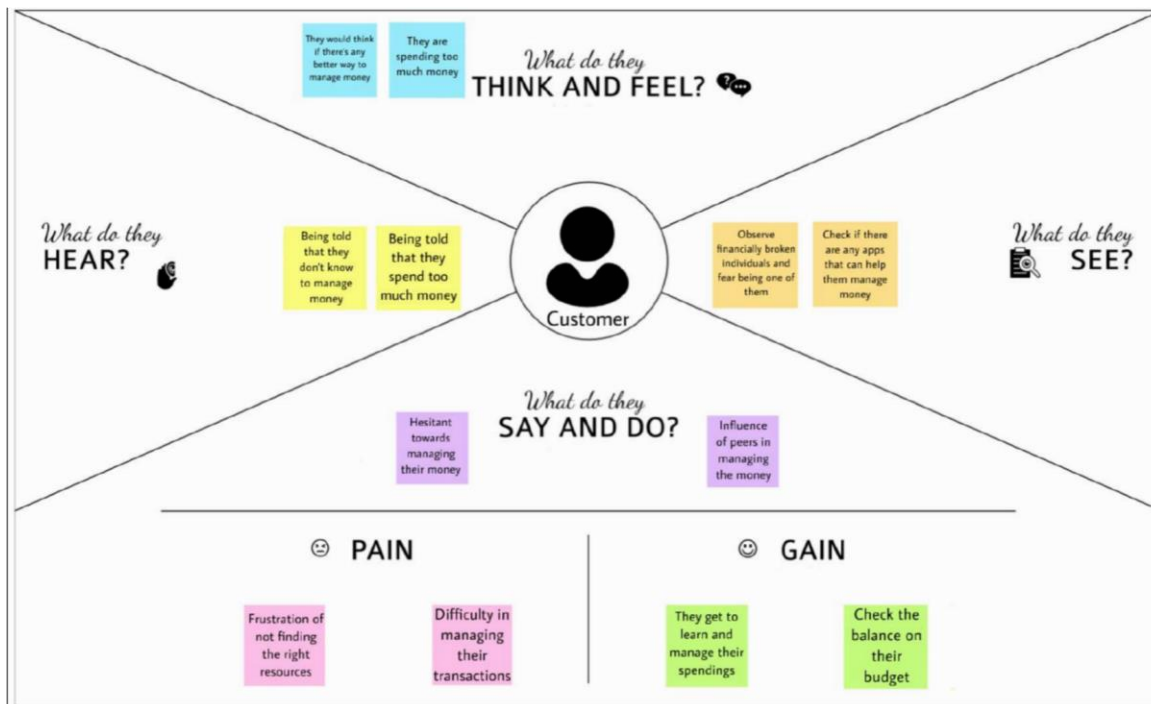 They would think
if there's any
better way to
manage money
They are
spending too
much money
What do they
THINK AND FEEL?
What do they
HEAR?
Being told
that they
don't know
to manage
money
Being told
that they
spend too
much money
Customer
Observe
financially broken
individuals and
fear being one of
them
Check if there
are any apps
that can help
them manage
money
What do they
SEE?
What do they
SAY AND DO?
Hesitant
towards
managing
their money
Influence
of peers in
managing
the money
PAIN
Frustration of
not finding
the right
resources
Difficulty in
managing
their
transactions
GAIN
They get to
learn and
manage their
spendings
Check the
balance on
their
budget